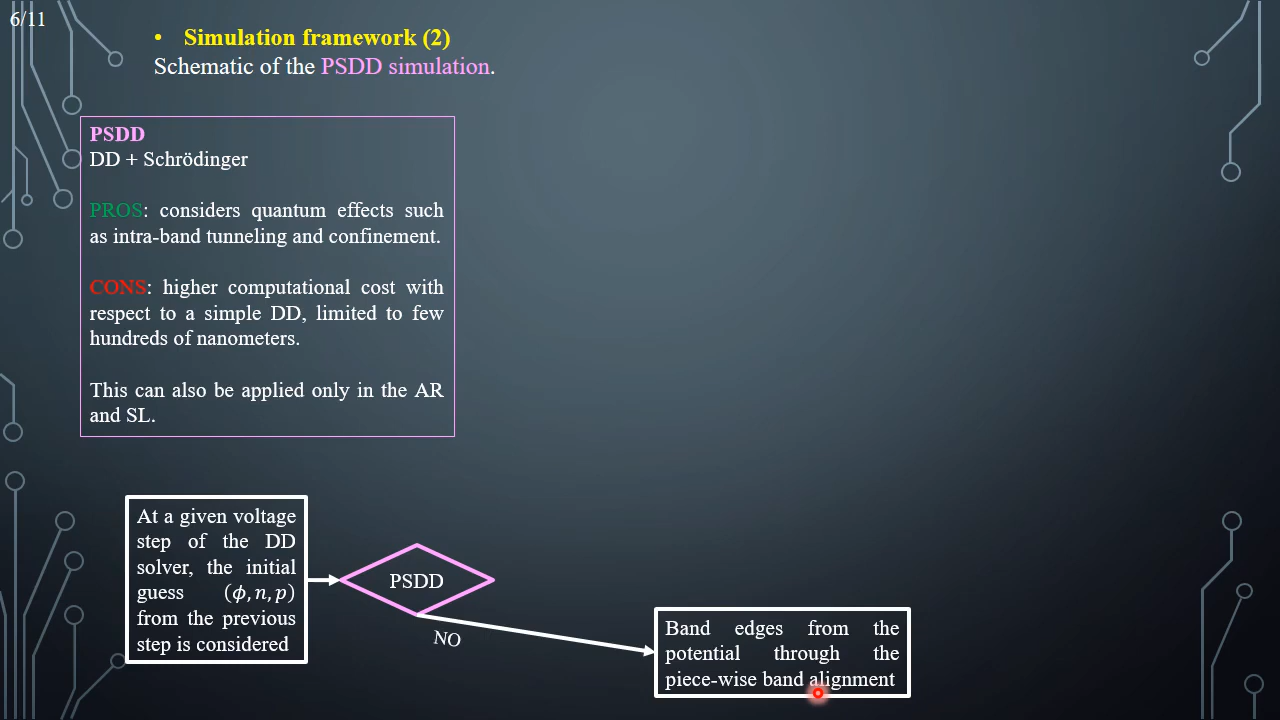 6/11
• Simulation framework (2)
Schematic of the PSDD simulation.
PSDD
DD + Schrödinger
PROS: considers quantum effects such
as intra-band tunneling and confinement.
CONS: higher computational cost with
respect to a simple DD, limited to few
hundreds of nanometers.
This can also be applied only in the AR
and SL.
At a given voltage
step of the DD
solver, the initial
guess (ϕ, n, p)
from the previous
step is considered
PSDD
NO
Band edges from the
potential through the
piece-wise band alignment